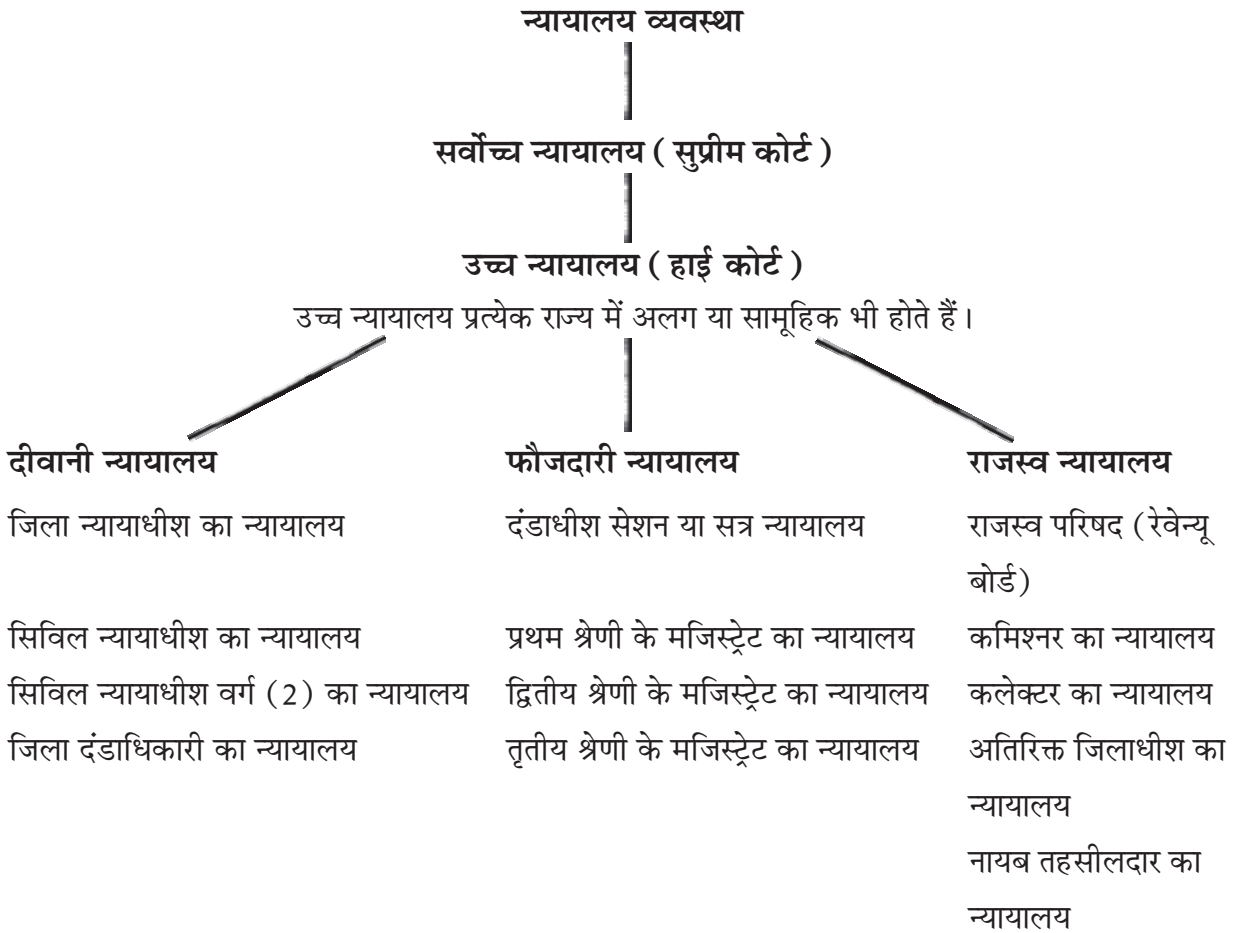 न्यायालय व्यवस्था
सर्वोच्च न्यायालय ( सुप्रीम कोर्ट )
उच्च न्यायालय ( हाई कोर्ट )
उच्च न्यायालय प्रत्येक राज्य में अलग या सामूहिक भी होते हैं।
दीवानी न्यायालय
जिला न्यायाधीश का न्यायालय
सिविल न्यायाधीश का न्यायालय
सिविल न्यायाधीश वर्ग (2) का न्यायालय
जिला दंडाधिकारी का न्यायालय
फौजदारी न्यायालय
दंडाधीश सेशन या सत्र न्यायालय
प्रथम श्रेणी के मजिस्ट्रेट का न्यायालय
द्वितीय श्रेणी के मजिस्ट्रेट का न्यायालय
तृतीय श्रेणी के मजिस्ट्रेट का न्यायालय
राजस्व न्यायालय
राजस्व परिषद (रेवेन्यू
बोर्ड)
कमिश्नर का न्यायालय
कलेक्टर का न्यायालय
अतिरिक्त जिलाधीश का
न्यायालय
नायब तहसीलदार का
न्यायालय